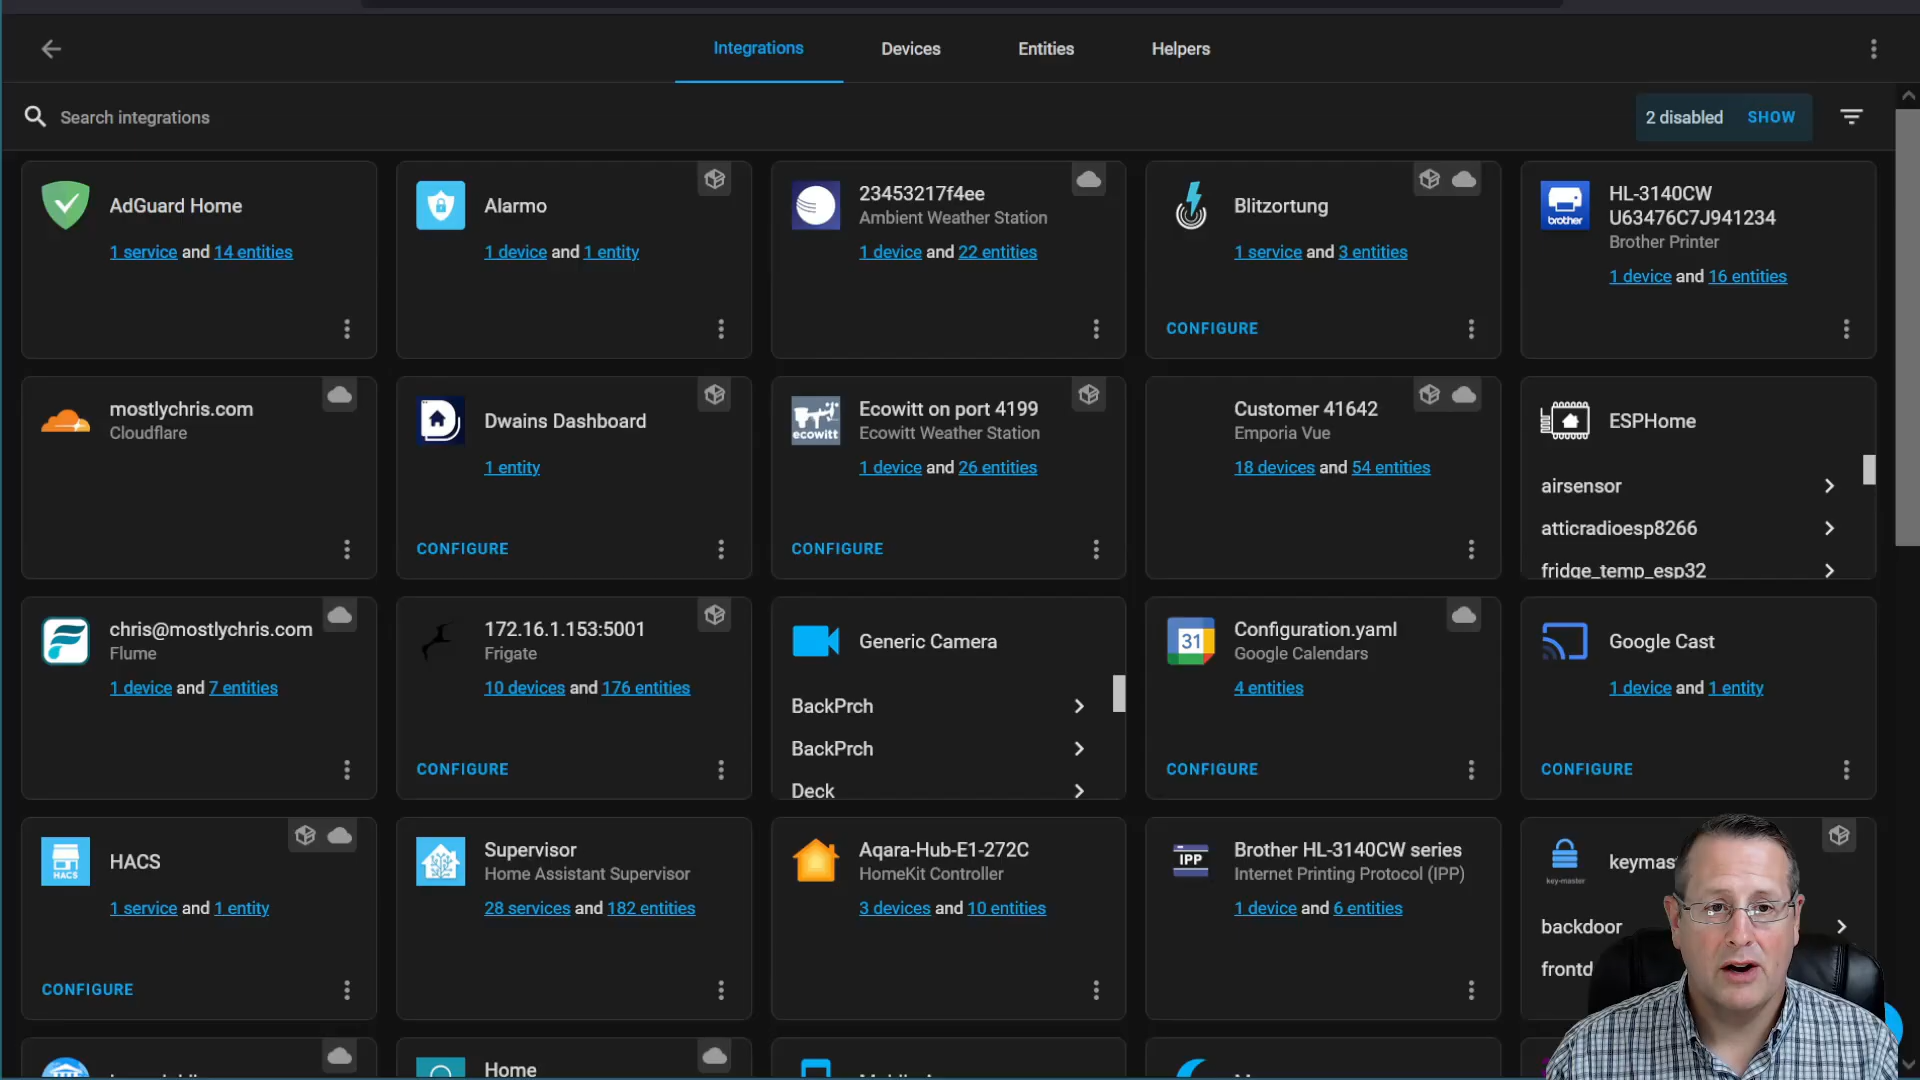 Integrations
Devices
Entities
Helpers
Search integrations
2 disabled SHOW
AdGuard Home
1 service and 14 entities
Alarmo
1 device and 1 entity
23453217f4ee
Ambient Weather Station
1 device and 22 entities
Blitzortung
1 service and 3 entities
CONFIGURE
brother
HL-3140CW
U63476C7J941234
Brother Printer
1 device and 16 entities
mostlychris.com
Cloudflare
Dwains Dashboard
1 entity
CONFIGURE
ecowitt
Ecowitt on port 4199
Ecowitt Weather Station
1 device and 26 entities
CONFIGURE
Customer 41642
Emporia Vue
18 devices and 54 entities
ESPHome
airsensor
atticradioesp8266
fridge_temp_esp32
chris@mostlychris.com
Flume
1 device and 7 entities
172.16.1.153:5001
Frigate
10 devices and 176 entities
CONFIGURE
Generic Camera
BackPrch
BackPrch
Deck
31
Configuration.yaml
Google Calendars
4 entities
CONFIGURE
Google Cast
1 device and 1 entity
CONFIGURE
HACS
HACS
1 service and 1 entity
CONFIGURE
Supervisor
Home Assistant Supervisor
28 services and 182 entities
Aqara-Hub-E1-272C
HomeKit Controller
3 devices and 10 entities
IPP
Brother HL-3140CW series
Internet Printing Protocol (IPP)
1 device and 6 entities
key-master
keymas
backdoor
frontd
Home